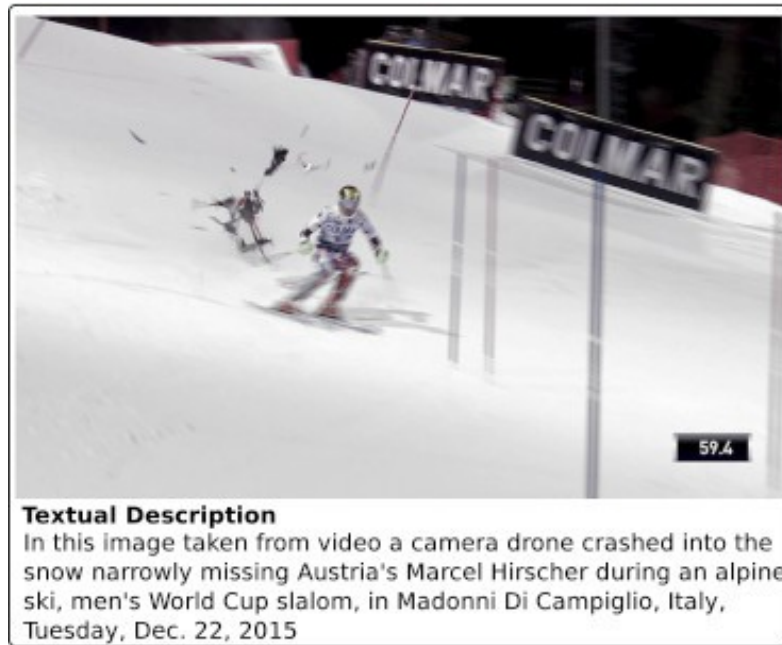 COLMAR
COLMAR
59.4
Textual Description
In this image taken from video a camera drone crashed into the
snow narrowly missing Austria's Marcel Hirscher during an alpine
ski, men's World Cup slalom, in Madonni Di Campiglio, Italy,
Tuesday, Dec. 22, 2015